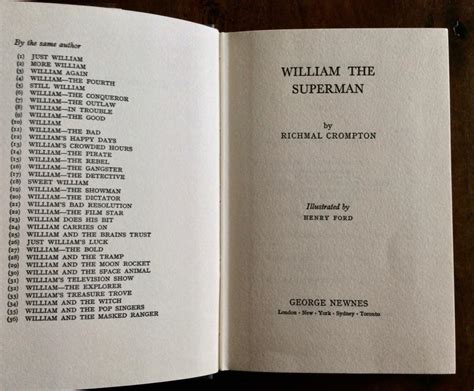 By the same author
(1) JUST WILLIAM
(2) MORE WILLIAM
(3) WILLIAM AGAIN
(4) WILLIAM—THE FOURTH
(5) STILL WILLIAM
(6) WILLIAM—THE CONQUEROR
(7) WILLIAM—THE OUTLAW
(8) WILLIAM—IN TROUBLE
(9) WILLIAM—THE GOOD
(10) WILLIAM
(11) WILLIAM—THE BAD
(12) WILLIAM'S HAPPY DAYS
(13) WILLIAM'S CROWDED HOURS
(14) WILLIAM—THE PIRATE
(15) WILLIAM—THE REBEL
(16) WILLIAM—THE GANGSTER
(17) WILLIAM—THE DETECTIVE
(18) SWEET WILLIAM
(19) WILLIAM—THE SHOWMAN
(20) WILLIAM—THE DICTATOR
(21) WILLIAM'S BAD RESOLUTION
(22) WILLIAM—THE FILM STAR
(23) WILLIAM DOES HIS BIT
(24) WILLIAM CARRIES ON
(25) WILLIAM AND THE BRAINS TRUST
(26) JUST WILLIAM'S LUCK
(27) WILLIAM—THE BOLD
(28) WILLIAM AND THE TRAMP
(29) WILLIAM AND THE MOON ROCKET
(30) WILLIAM AND THE SPACE ANIMAL
(31) WILLIAM'S TELEVISION SHOW
(32) WILLIAM—THE EXPLORER
(33) WILLIAM'S TREASURE TROVE
(34) WILLIAM AND THE WITCH
(35) WILLIAM AND THE POP SINGERS
(36) WILLIAM AND THE MASKED RANGER
WILLIAM THE
SUPERMAN
by
RICHMAL CROMPTON
Illustrated by
HENRY FORD
GEORGE NEWNES
London · New York · Sydney · Toronto